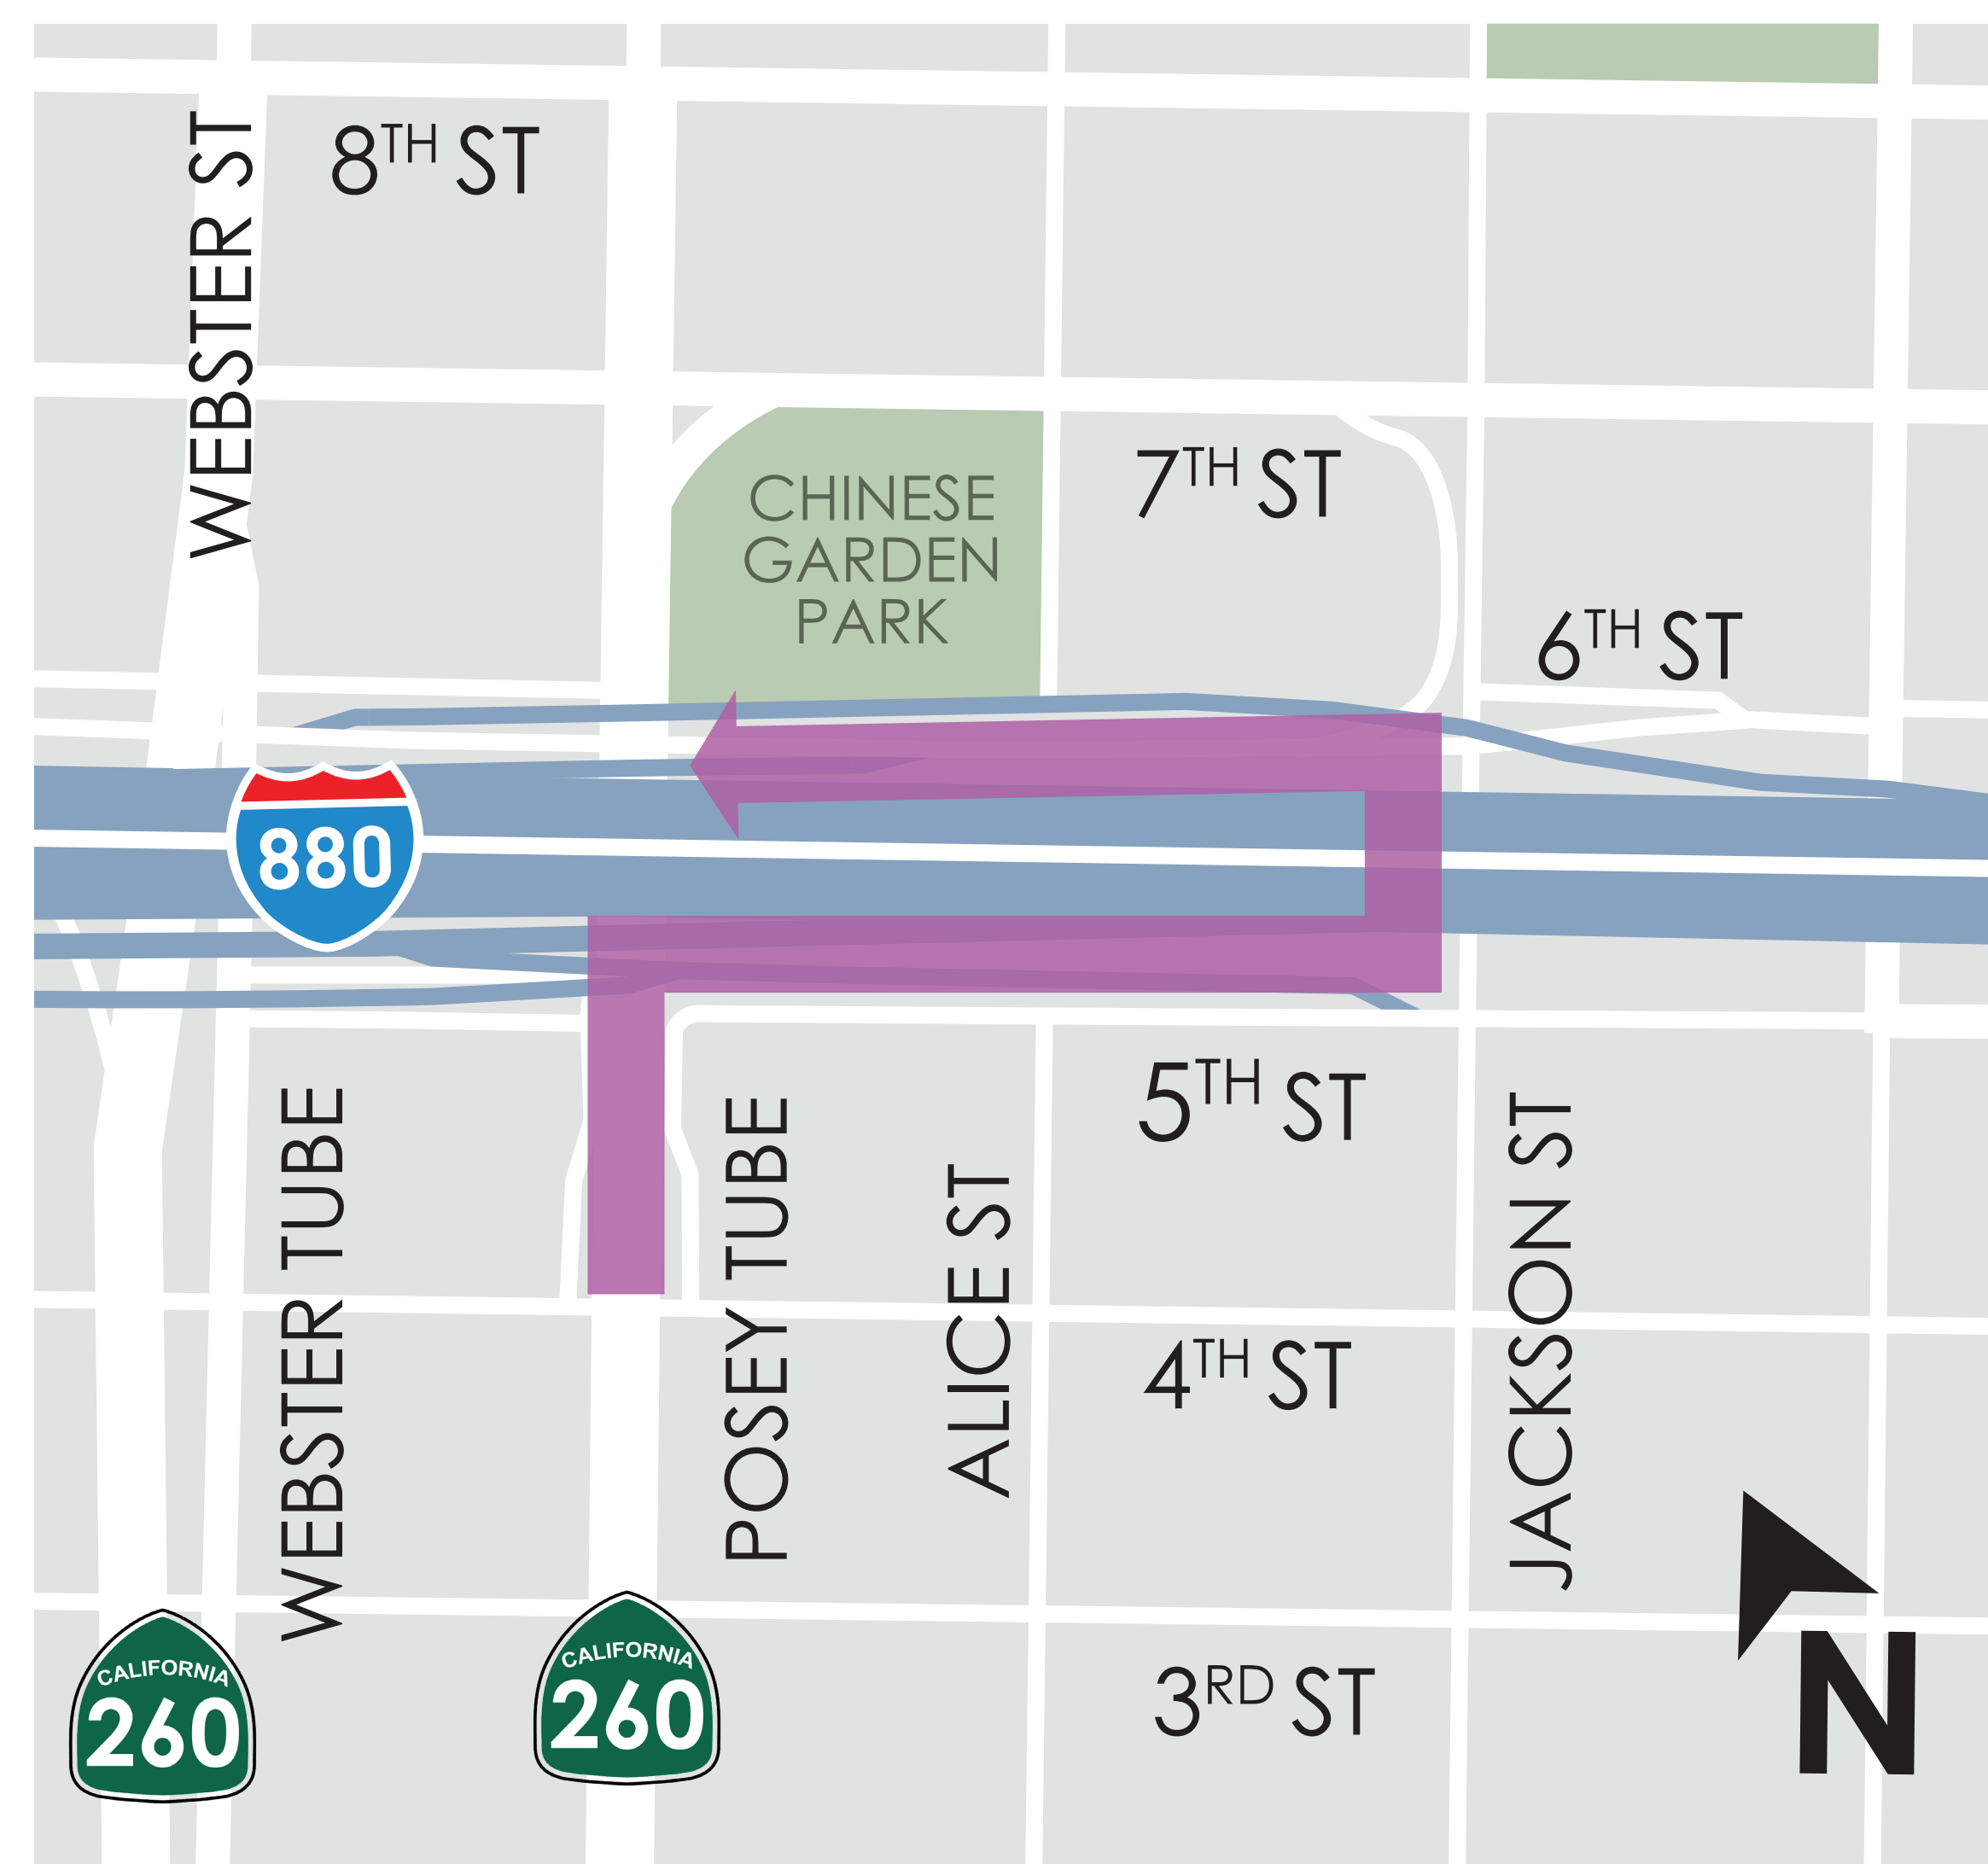 WEBSTER ST
8TH ST
CHINESE
GARDEN
PARK
7TH ST
6TH ST
880
5TH ST
WEBSTER TUBE
POSEY TUBE
ALICE ST
JACKSON ST
4TH ST
3RD ST
CALIFORNIA
260
CALIFORNIA
260
N